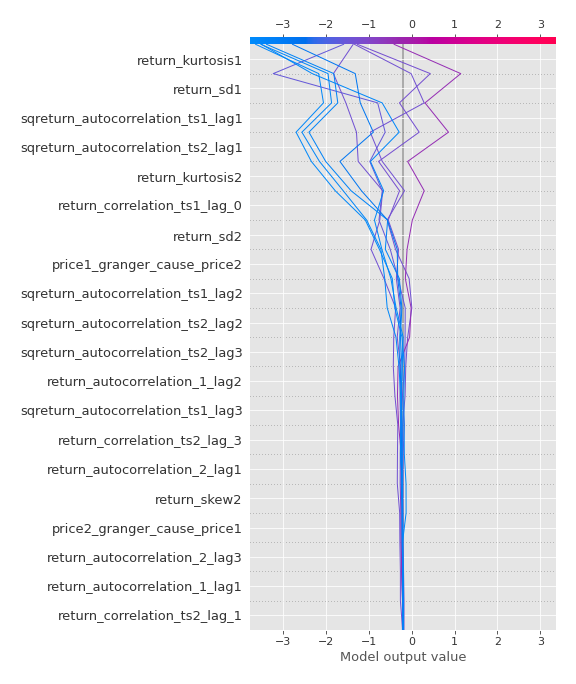 −3 −2 −1 0 1 2 3
return_kurtosis1
return_sd1
sqreturn_autocorrelation_ts1_lag1
sqreturn_autocorrelation_ts2_lag1
return_kurtosis2
return_correlation_ts1_lag_0
return_sd2
price1_granger_cause_price2
sqreturn_autocorrelation_ts1_lag2
sqreturn_autocorrelation_ts2_lag2
sqreturn_autocorrelation_ts2_lag3
return_autocorrelation_1_lag2
sqreturn_autocorrelation_ts1_lag3
return_correlation_ts2_lag_3
return_autocorrelation_2_lag1
return_skew2
price2_granger_cause_price1
return_autocorrelation_2_lag3
return_autocorrelation_1_lag1
return_correlation_ts2_lag_1
−3 −2 −1 0 1 2 3
Model output value